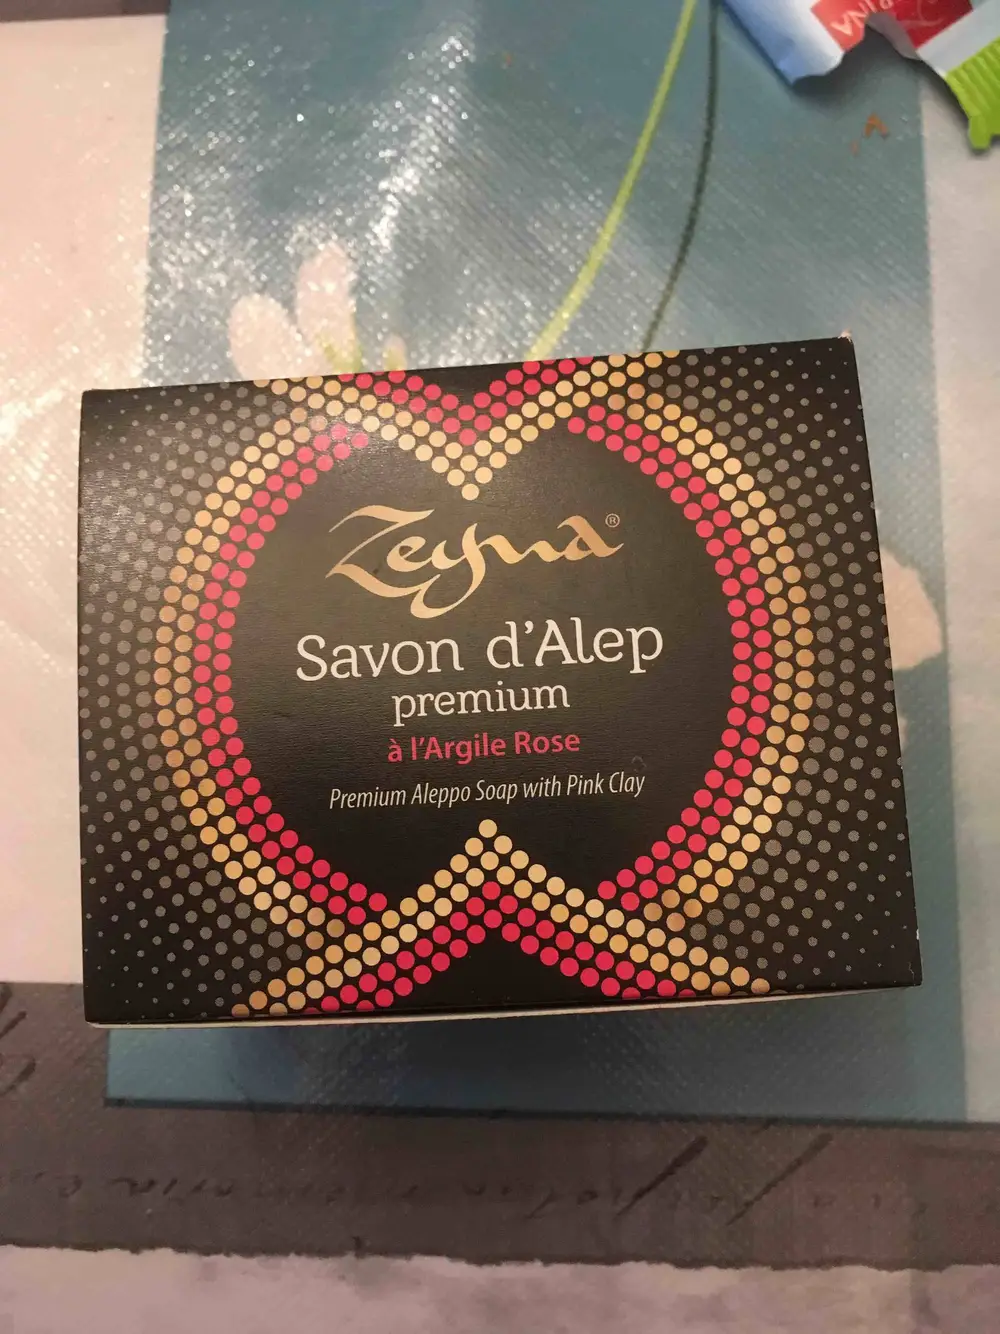 Zeyna®
Savon d'Alep
premium
à l'Argile Rose
Premium Aleppo Soap with Pink Clay